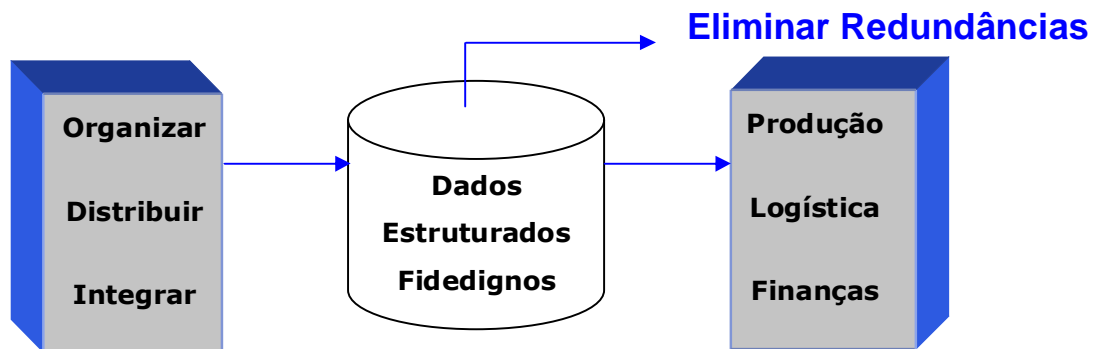 Eliminar Redundâncias
Organizar
Distribuir
Integrar
Dados
Estruturados
Fidedignos
Produção
Logística
Finanças